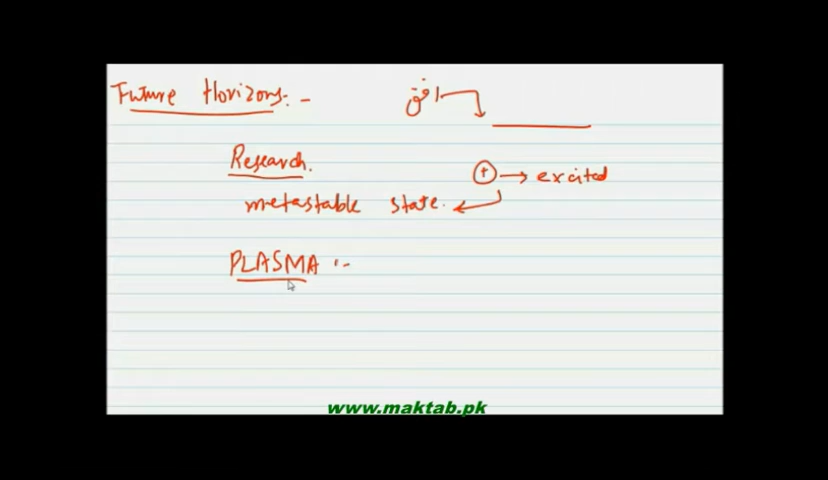 Future Horizons:- افق
Research.
+ → excited
metastable state.
PLASMA :-
www.maktab.pk